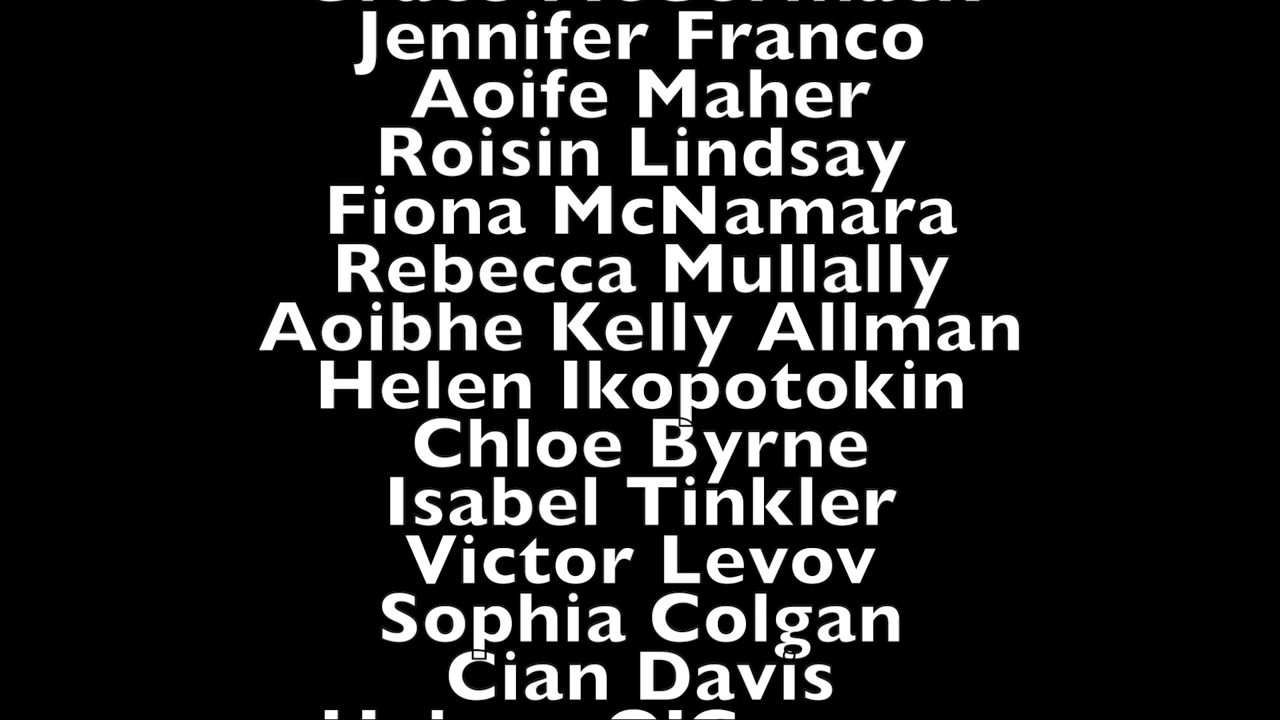 Jennifer Franco
Aoife Maher
Roisin Lindsay
Fiona McNamara
Rebecca Mullally
Aoibhe Kelly Allman
Helen Ikopotokin
Chloe Byrne
Isabel Tinkler
Victor Levov
Sophia Colgan
Cian Davis